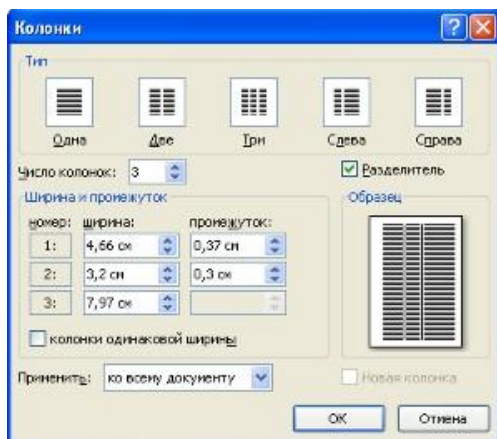 Колонки
Тип
Одна Две Три Слева Справа
Число колонок: 3 Разделитель
Ширина и промежуток Образец
номер: ширина: промежуток:
1: 4,66 см 0,37 см
2: 3,2 см 0,3 см
3: 7,97 см
колонки одинаковой ширины
Применить: ко всему документу Новая колонка
ОК Отмена